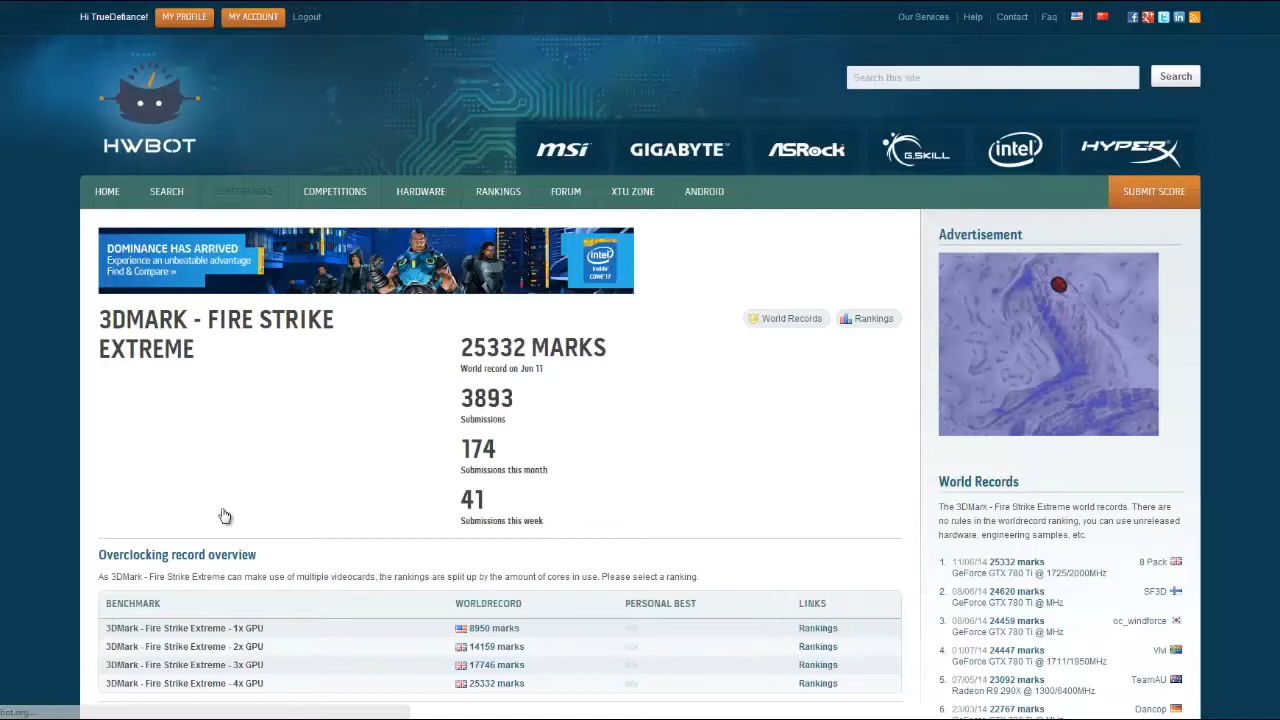 Hi TrueDefiance! MY PROFILE MY ACCOUNT Logout
Our Services Help Contact Faq
Search this site Search
HWBOT
msi GIGABYTE™ ASRock G.SKILL intel HYPERX
HOME SEARCH BENCHMARKS COMPETITIONS HARDWARE RANKINGS FORUM XTU ZONE ANDROID SUBMIT SCORE
DOMINANCE HAS ARRIVED
Experience an unbeatable advantage
Find & Compare »
intel
inside
CORE i7
3DMARK - FIRE STRIKE
EXTREME
World Records Rankings
25332 MARKS
World record on Jun 11
3893
Submissions
174
Submissions this month
41
Submissions this week
Overclocking record overview
As 3DMark - Fire Strike Extreme can make use of multiple videocards, the rankings are split up by the amount of cores in use. Please select a ranking.
BENCHMARK WORLDRECORD PERSONAL BEST LINKS
3DMark - Fire Strike Extreme - 1x GPU 8950 marks n/a Rankings
3DMark - Fire Strike Extreme - 2x GPU 14159 marks n/a Rankings
3DMark - Fire Strike Extreme - 3x GPU 17746 marks n/a Rankings
3DMark - Fire Strike Extreme - 4x GPU 25332 marks n/a Rankings
Advertisement
World Records
The 3DMark - Fire Strike Extreme world records. There are
no rules in the worldrecord ranking, you can use unreleased
hardware, engineering samples, etc.
1. 11/06/14 25332 marks 8 Pack
GeForce GTX 780 Ti @ 1725/2000MHz
2. 08/06/14 24620 marks SF3D
GeForce GTX 780 Ti @ MHz
3. 08/06/14 24459 marks oc_windforce
GeForce GTX 780 Ti @ MHz
4. 01/07/14 24447 marks Vivi
GeForce GTX 780 Ti @ 1711/1950MHz
5. 07/05/14 23092 marks TeamAU
Radeon R9 290X @ 1300/6400MHz
6. 23/03/14 22767 marks Dancop
bot.org...